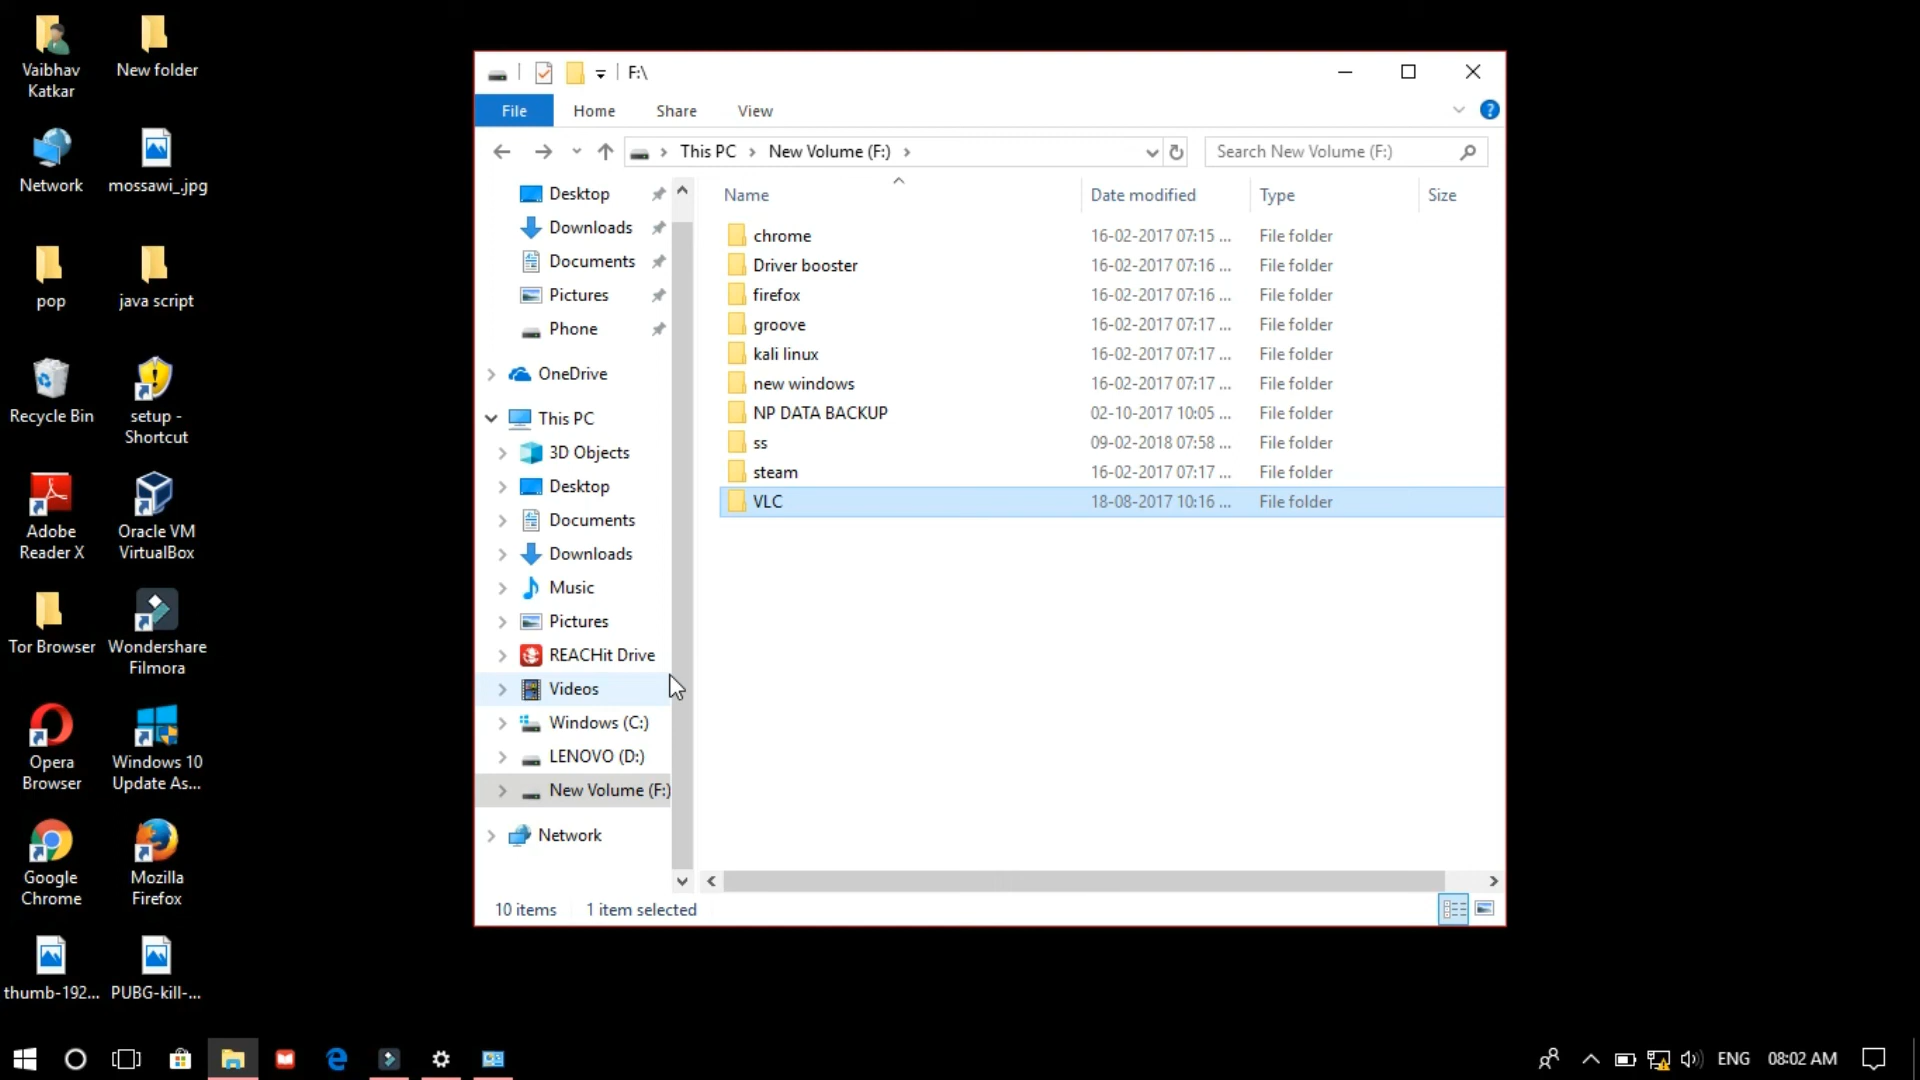 Vaibhav
Katkar
New folder
Network
mossawi_.jpg
pop
java script
Recycle Bin
setup -
Shortcut
Adobe
Reader X
Oracle VM
VirtualBox
Tor Browser
Wondershare
Filmora
Opera
Browser
Windows 10
Update As...
Google
Chrome
Mozilla
Firefox
thumb-192...
PUBG-kill-...
F:\
File Home Share View
This PC New Volume (F:)
Search New Volume (F:)
Desktop
Downloads
Documents
Pictures
Phone
OneDrive
This PC
3D Objects
Desktop
Documents
Downloads
Music
Pictures
REACHit Drive
Videos
Windows (C:)
LENOVO (D:)
New Volume (F:)
Network
Name Date modified Type Size
chrome 16-02-2017 07:15 ... File folder
Driver booster 16-02-2017 07:16 ... File folder
firefox 16-02-2017 07:16 ... File folder
groove 16-02-2017 07:17 ... File folder
kali linux 16-02-2017 07:17 ... File folder
new windows 16-02-2017 07:17 ... File folder
NP DATA BACKUP 02-10-2017 10:05 ... File folder
ss 09-02-2018 07:58 ... File folder
steam 16-02-2017 07:17 ... File folder
VLC 18-08-2017 10:16 ... File folder
10 items 1 item selected
ENG 08:02 AM